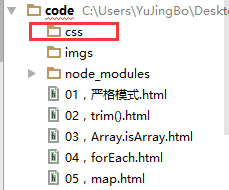 code C:\Users\YuJingBo\Deskto
css
imgs
node_modules
01，严格模式.html
02，trim().html
03，Array.isArray.html
04，forEach.html
05，map.html